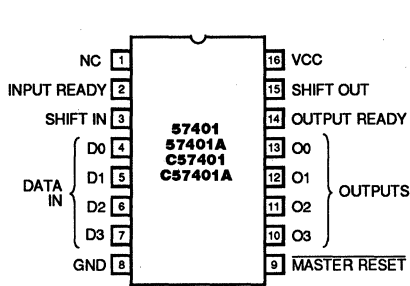 NC 1
INPUT READY 2
SHIFT IN 3
D0 4
D1 5
D2 6
D3 7
GND 8
DATA
IN
57401
57401A
C57401
C57401A
16 VCC
15 SHIFT OUT
14 OUTPUT READY
13 O0
12 O1
11 O2
10 O3
9 MASTER RESET
OUTPUTS